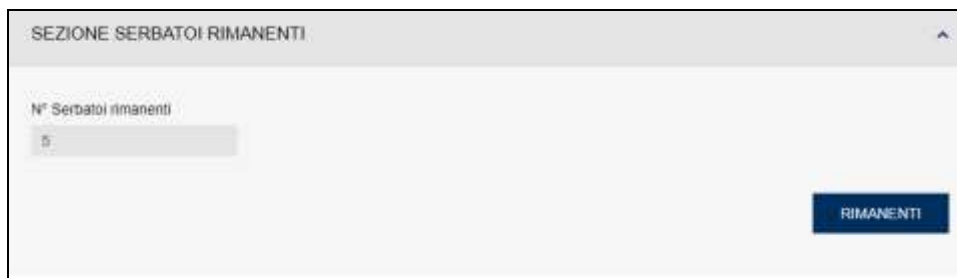 SEZIONE SERBATOI RIMANENTI
N° Serbatoi rimanenti
5
RIMANENTI